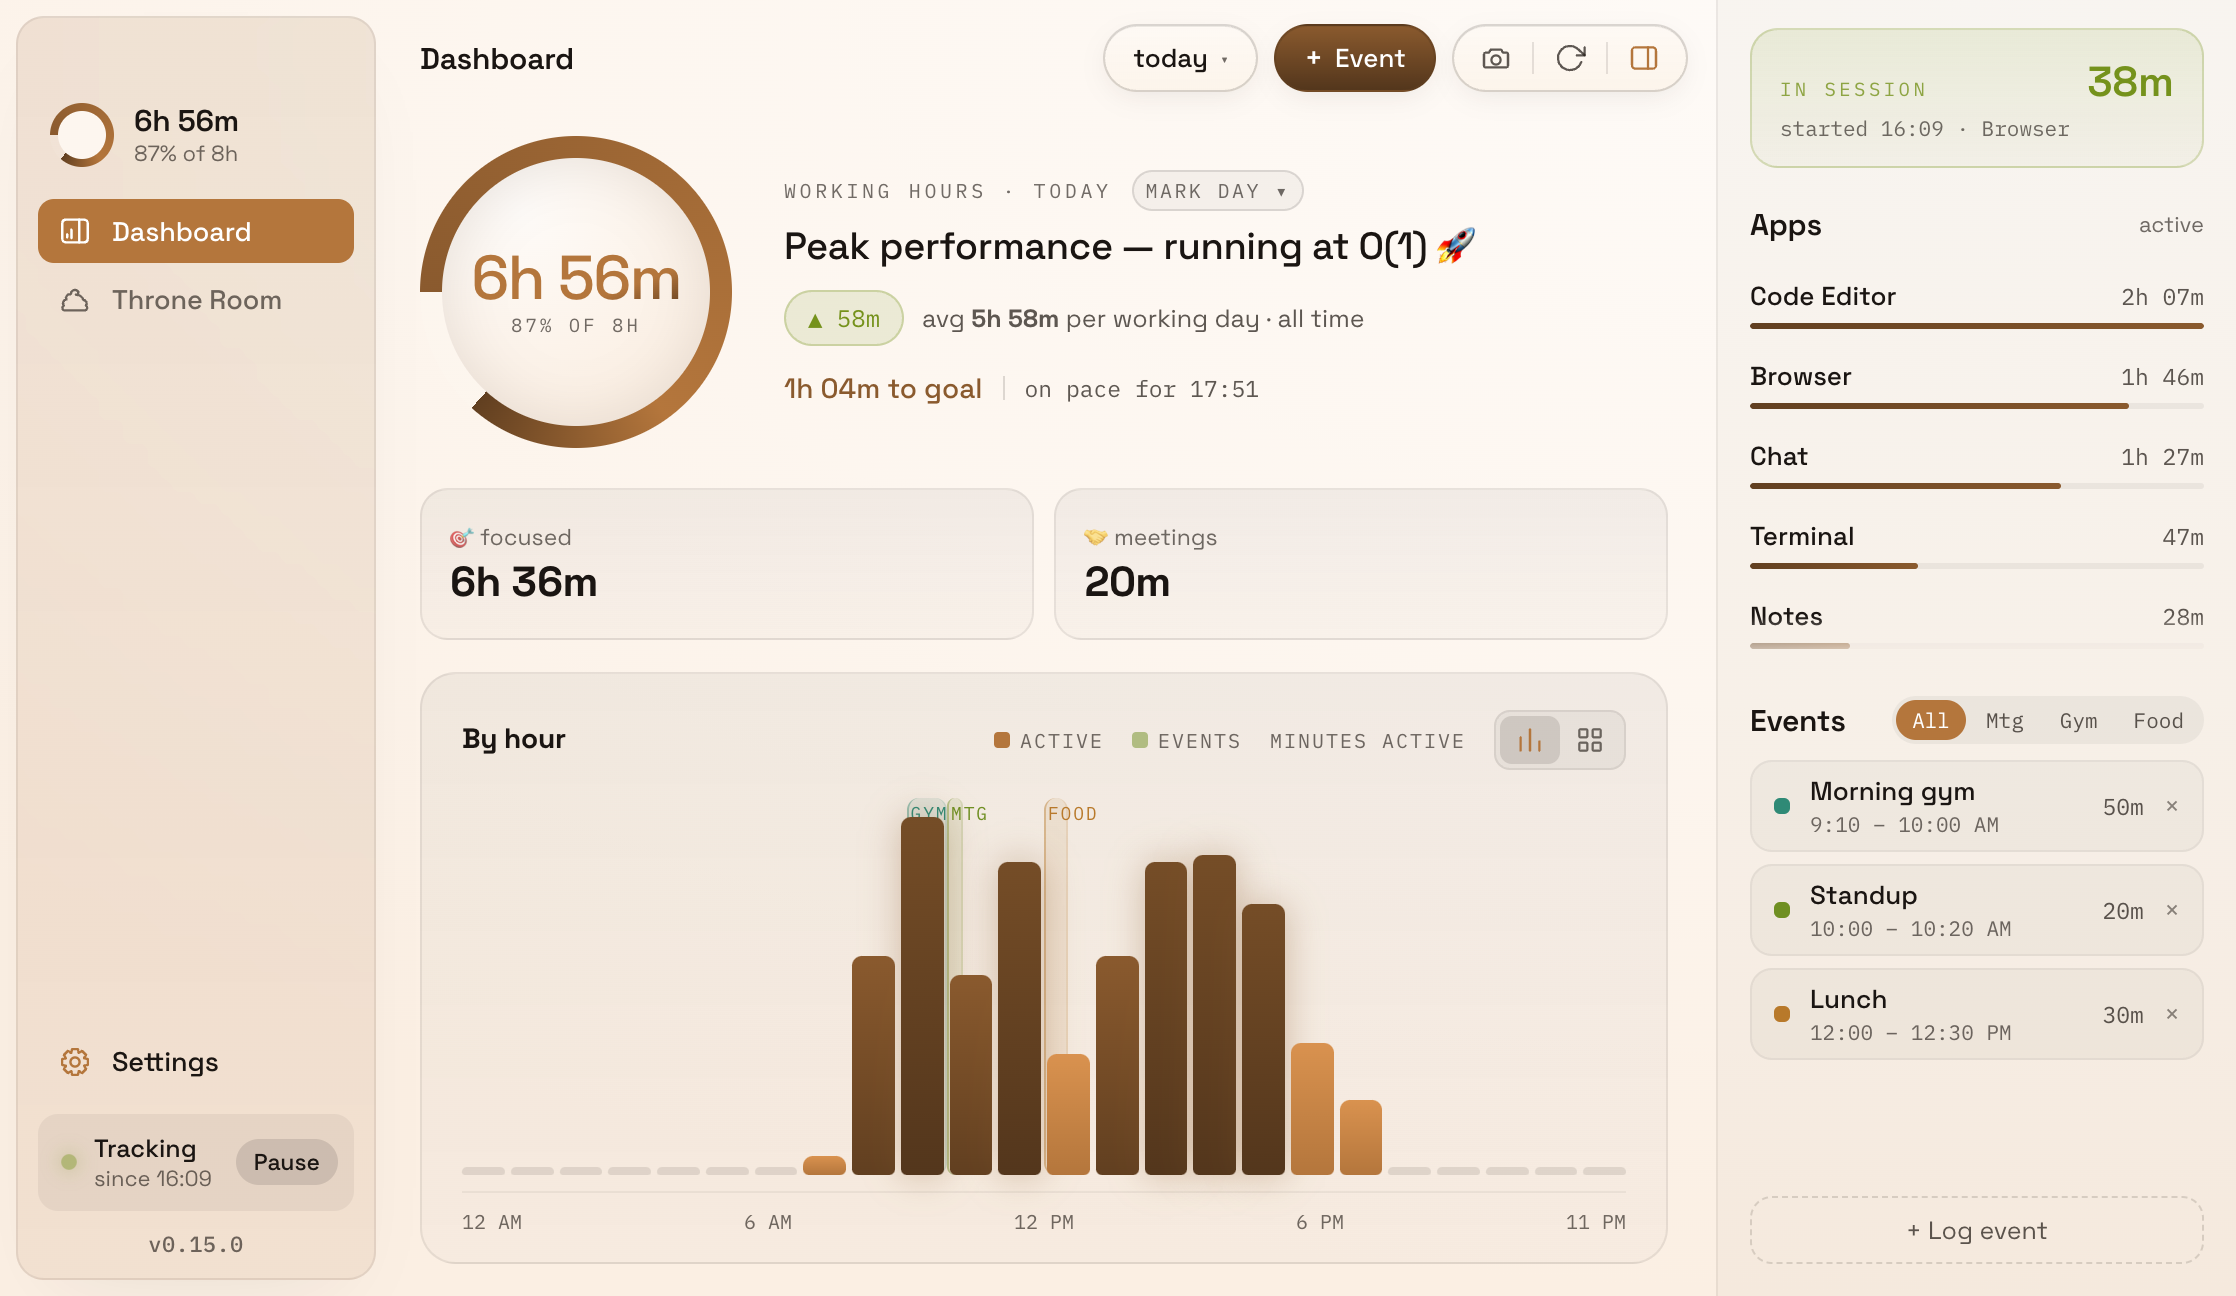 6h 56m
87% of 8h
Dashboard
Throne Room
Settings
Tracking
since 16:09
Pause
v0.15.0
Dashboard
today ▾
+ Event
6h 56m
87% OF 8H
WORKING HOURS · TODAY
MARK DAY ▾
Peak performance — running at O(1) 🚀
▲ 58m
avg 5h 58m per working day · all time
1h 04m to goal
on pace for 17:51
🎯 focused
6h 36m
🤝 meetings
20m
By hour
ACTIVE
EVENTS
MINUTES ACTIVE
GYM
MTG
FOOD
12 AM
6 AM
12 PM
6 PM
11 PM
IN SESSION
38m
started 16:09 · Browser
Apps
active
Code Editor
2h 07m
Browser
1h 46m
Chat
1h 27m
Terminal
47m
Notes
28m
Events
All
Mtg
Gym
Food
Morning gym
9:10 – 10:00 AM
50m ×
Standup
10:00 – 10:20 AM
20m ×
Lunch
12:00 – 12:30 PM
30m ×
+ Log event